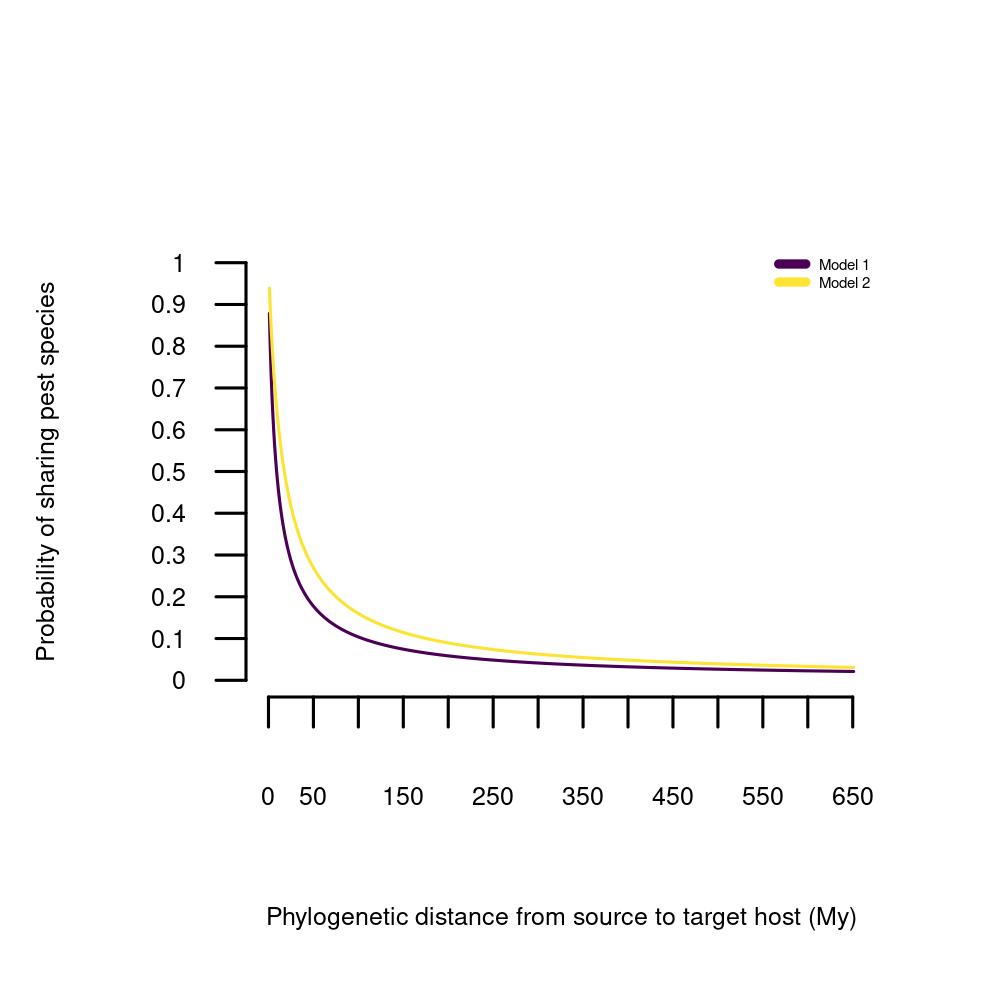 Model 1
Model 2
1
0.9
0.8
0.7
0.6
0.5
0.4
0.3
0.2
0.1
0
Probability of sharing pest species
0 50 150 250 350 450 550 650
Phylogenetic distance from source to target host (My)